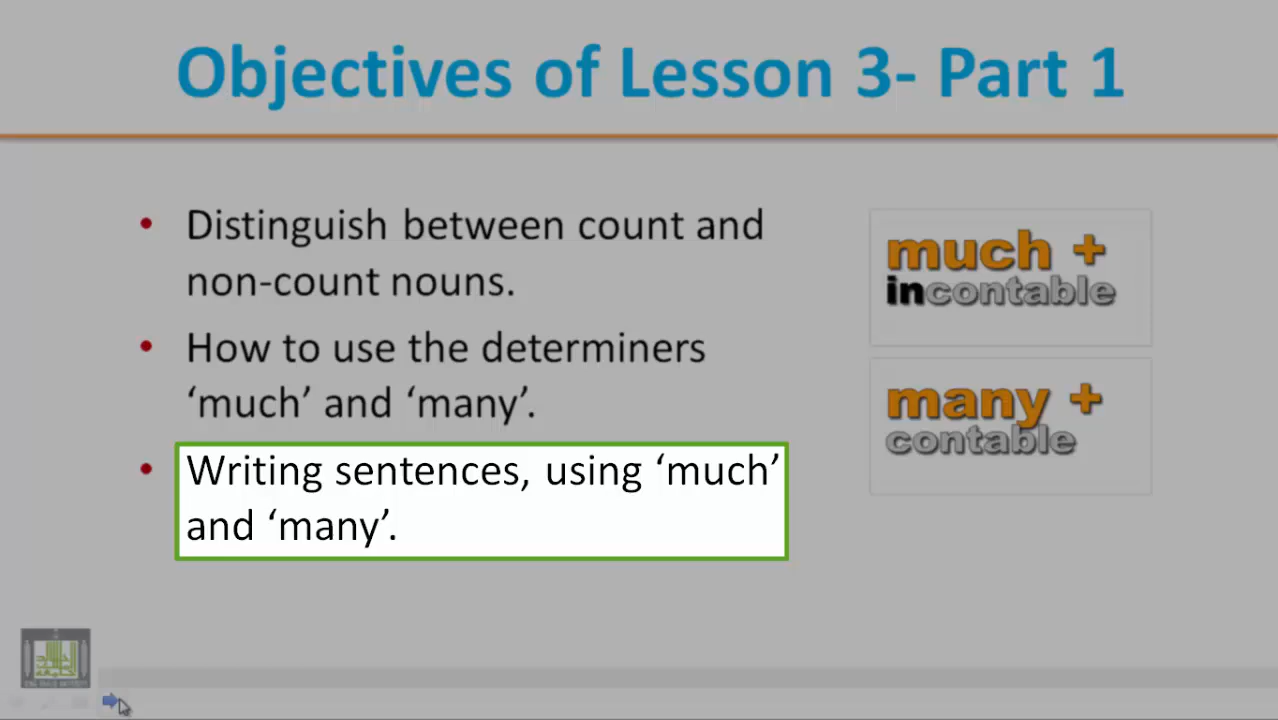 Objectives of Lesson 3- Part 1
• Distinguish between count and
non-count nouns.
• How to use the determiners
‘much’ and ‘many’.
• Writing sentences, using ‘much’
and ‘many’.
much +
incontable
many +
contable